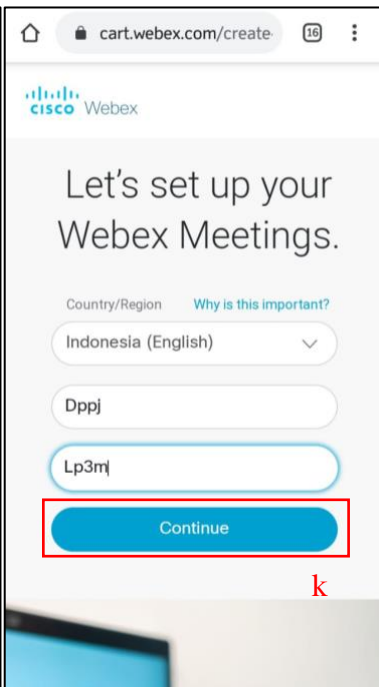 cart.webex.com/create-
16
CISCO Webex
Let's set up your
Webex Meetings.
Country/Region Why is this important?
Indonesia (English)
Dppj
Lp3m
Continue
k